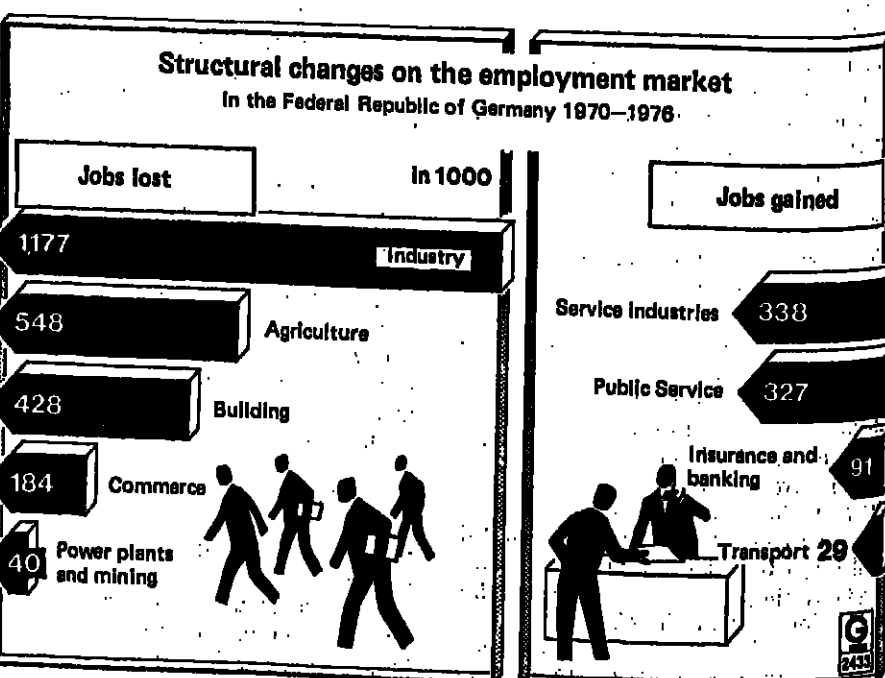 Structural changes on the employment market
in the Federal Republic of Germany 1970–1976
Jobs lost
in 1000
1177
Industry
548
Agriculture
428
Building
184
Commerce
40
Power plants
and mining
Jobs gained
Service industries
338
Public Service
327
Insurance and
banking
91
Transport 29
G
2433